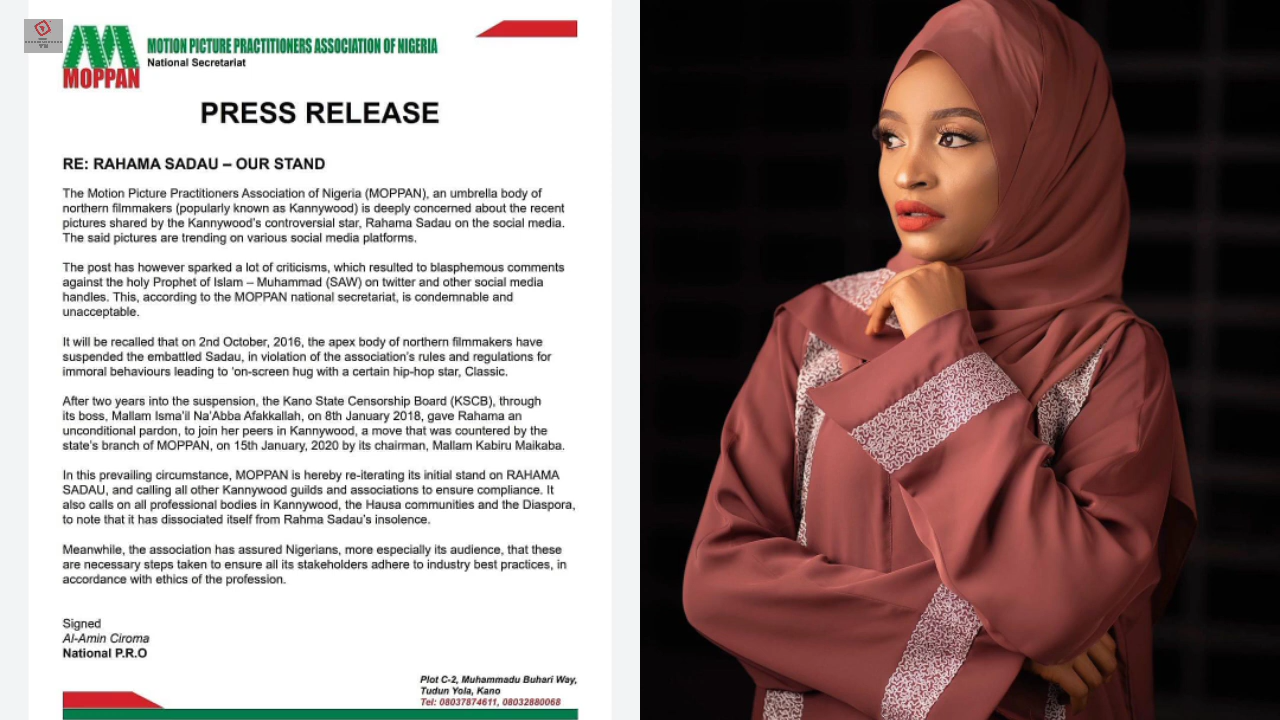 MOPPAN
MOTION PICTURE PRACTITIONERS ASSOCIATION OF NIGERIA
National Secretariat
PRESS RELEASE
RE: RAHAMA SADAU – OUR STAND
The Motion Picture Practitioners Association of Nigeria (MOPPAN), an umbrella body of
northern filmmakers (popularly known as Kannywood) is deeply concerned about the recent
pictures shared by the Kannywood's controversial star, Rahama Sadau on the social media.
The said pictures are trending on various social media platforms.
The post has however sparked a lot of criticisms, which resulted to blasphemous comments
against the holy Prophet of Islam – Muhammad (SAW) on twitter and other social media
handles. This, according to the MOPPAN national secretariat, is condemnable and
unacceptable.
It will be recalled that on 2nd October, 2016, the apex body of northern filmmakers have
suspended the embattled Sadau, in violation of the association's rules and regulations for
immoral behaviours leading to 'on-screen hug with a certain hip-hop star, Classic.
After two years into the suspension, the Kano State Censorship Board (KSCB), through
its boss, Mallam Isma'il Na'Abba Afakkallah, on 8th January 2018, gave Rahama an
unconditional pardon, to join her peers in Kannywood, a move that was countered by the
state's branch of MOPPAN, on 15th January, 2020 by its chairman, Mallam Kabiru Maikaba.
In this prevailing circumstance, MOPPAN is hereby re-iterating its initial stand on RAHAMA
SADAU, and calling all other Kannywood guilds and associations to ensure compliance. It
also calls on all professional bodies in Kannywood, the Hausa communities and the Diaspora,
to note that it has dissociated itself from Rahma Sadau's insolence.
Meanwhile, the association has assured Nigerians, more especially its audience, that these
are necessary steps taken to ensure all its stakeholders adhere to industry best practices, in
accordance with ethics of the profession.
Signed
Al-Amin Ciroma
National P.R.O
Plot C-2, Muhammadu Buhari Way,
Tudun Yola, Kano
Tel: 08037874611, 08032880068